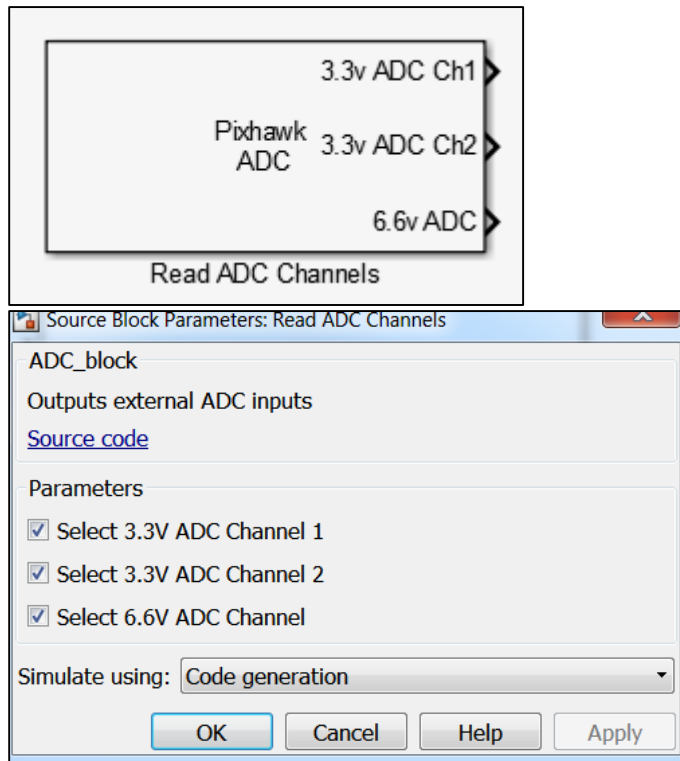 3.3v ADC Ch1
Pixhawk
ADC
3.3v ADC Ch2
6.6v ADC
Read ADC Channels
Source Block Parameters: Read ADC Channels
ADC_block
Outputs external ADC inputs
Source code
Parameters
Select 3.3V ADC Channel 1
Select 3.3V ADC Channel 2
Select 6.6V ADC Channel
Simulate using: Code generation
OK Cancel Help Apply